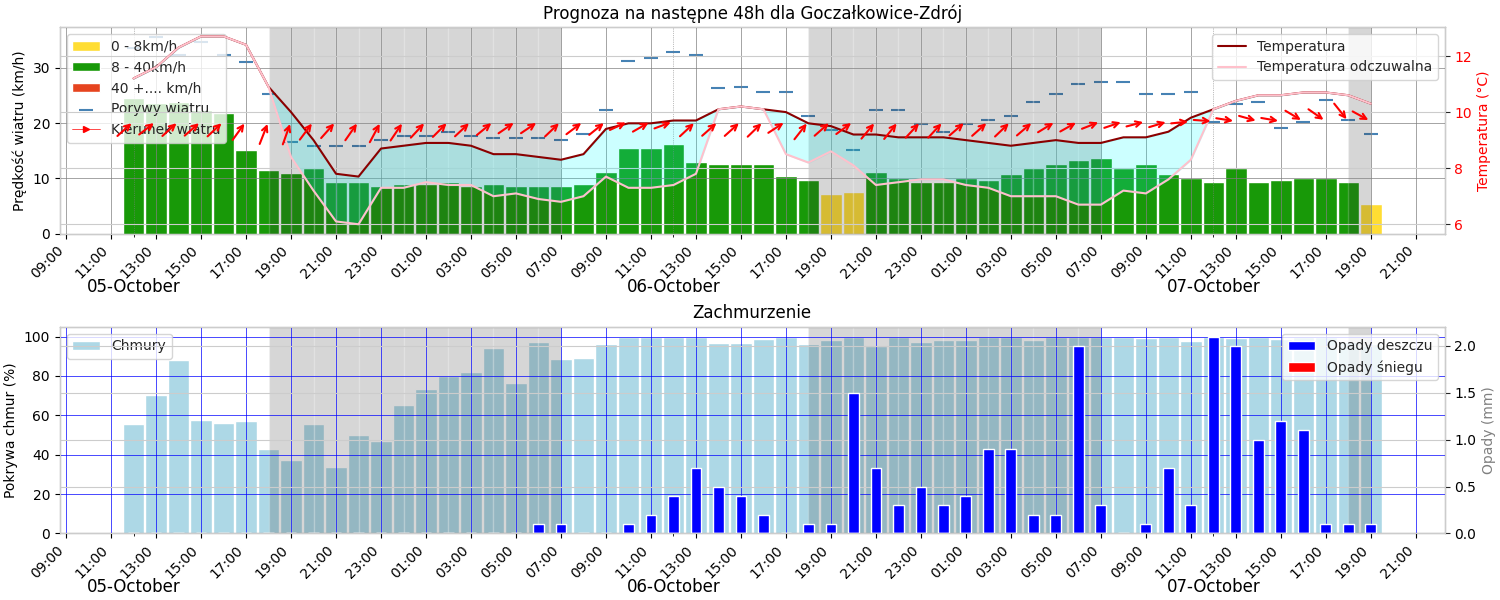 Prognoza na następne 48h dla Goczałkowice-Zdrój
Prędkość wiatru (km/h)
30
20
10
0
0 - 8km/h
8 - 40km/h
40 +.... km/h
Porywy wiatru
Kierunek wiatru
Temperatura
Temperatura odczuwalna
12
10
8
6
Temperatura (°C)
09:00 11:00 13:00 15:00 17:00 19:00 21:00 23:00 01:00 03:00 05:00 07:00 09:00 11:00 13:00 15:00 17:00 19:00 21:00 23:00 01:00 03:00 05:00 07:00 09:00 11:00 13:00 15:00 17:00 19:00 21:00
05-October 06-October 07-October
Zachmurzenie
Pokrywa chmur (%)
100
80
60
40
20
0
Chmury
Opady deszczu
Opady śniegu
2.0
1.5
1.0
0.5
0.0
Opady (mm)
09:00 11:00 13:00 15:00 17:00 19:00 21:00 23:00 01:00 03:00 05:00 07:00 09:00 11:00 13:00 15:00 17:00 19:00 21:00 23:00 01:00 03:00 05:00 07:00 09:00 11:00 13:00 15:00 17:00 19:00 21:00
05-October 06-October 07-October